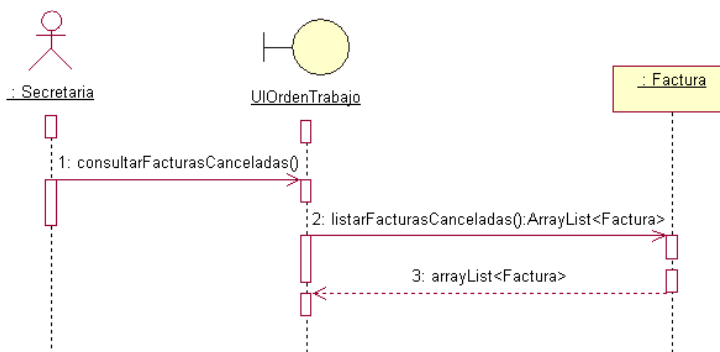 : Secretaria
UIOrdenTrabajo
: Factura
1: consultarFacturasCanceladas()
2: listarFacturasCanceladas():ArrayList<Factura>
3: arrayList<Factura>